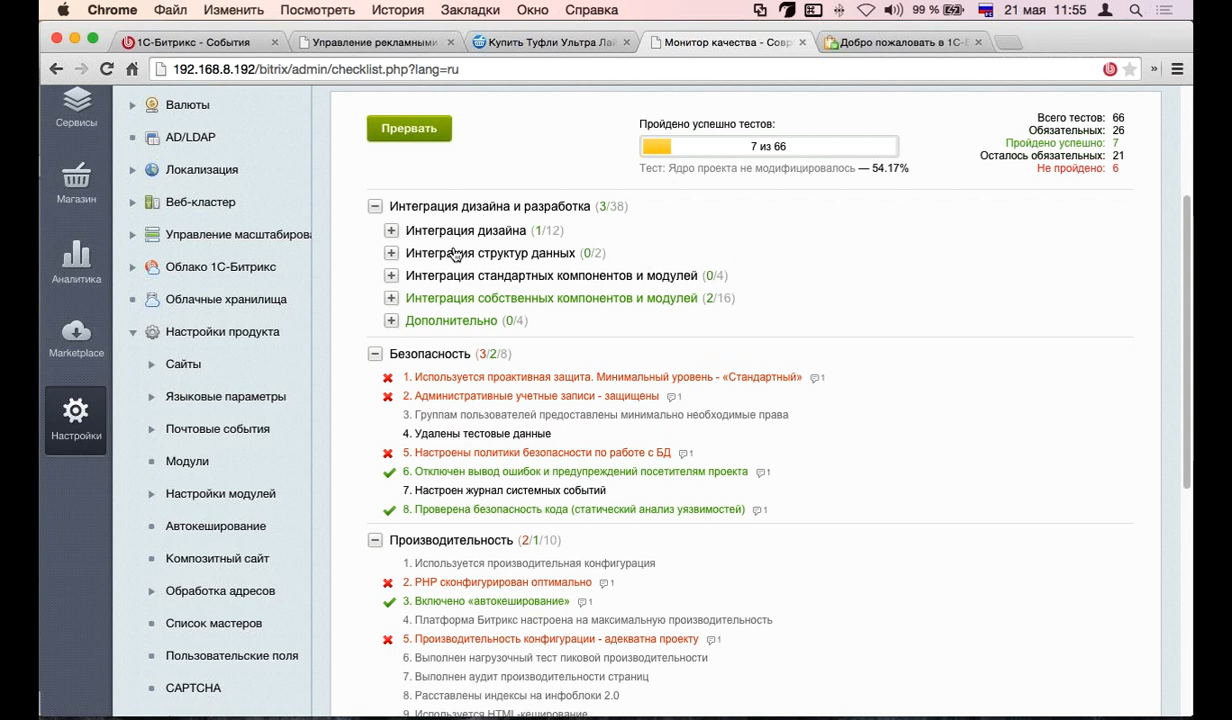 Chrome Файл Изменить Посмотреть История Закладки Окно Справка 99 % 21 мая 11:55
1С-Битрикс - События
Управление рекламными
Купить Туфли Ультра Лай
Монитор качества - Совр
Добро пожаловать в 1С-Б
192.168.8.192/bitrix/admin/checklist.php?lang=ru
Сервисы
Магазин
Аналитика
Marketplace
Настройки
Валюты
AD/LDAP
Локализация
Веб-кластер
Управление масштабирова
Облако 1С-Битрикс
Облачные хранилища
Настройки продукта
Сайты
Языковые параметры
Почтовые события
Модули
Настройки модулей
Автокеширование
Композитный сайт
Обработка адресов
Список мастеров
Пользовательские поля
CAPTCHA
Прервать
Пройдено успешно тестов:
7 из 66
Тест: Ядро проекта не модифицировалось — 54.17%
Всего тестов: 66
Обязательных: 26
Пройдено успешно: 7
Осталось обязательных: 21
Не пройдено: 6
Интеграция дизайна и разработка (3/38)
Интеграция дизайна (1/12)
Интеграция структур данных (0/2)
Интеграция стандартных компонентов и модулей (0/4)
Интеграция собственных компонентов и модулей (2/16)
Дополнительно (0/4)
Безопасность (3/2/8)
1. Используется проактивная защита. Минимальный уровень - «Стандартный» 1
2. Административные учетные записи - защищены 1
3. Группам пользователей предоставлены минимально необходимые права
4. Удалены тестовые данные
5. Настроены политики безопасности по работе с БД 1
6. Отключен вывод ошибок и предупреждений посетителям проекта 1
7. Настроен журнал системных событий
8. Проверена безопасность кода (статический анализ уязвимостей) 1
Производительность (2/1/10)
1. Используется производительная конфигурация
2. PHP сконфигурирован оптимально 1
3. Включено «автокеширование» 1
4. Платформа Битрикс настроена на максимальную производительность
5. Производительность конфигурации - адекватна проекту 1
6. Выполнен нагрузочный тест пиковой производительности
7. Выполнен аудит производительности страниц
8. Расставлены индексы на инфоблоки 2.0
9. Используется HTML-кеширование